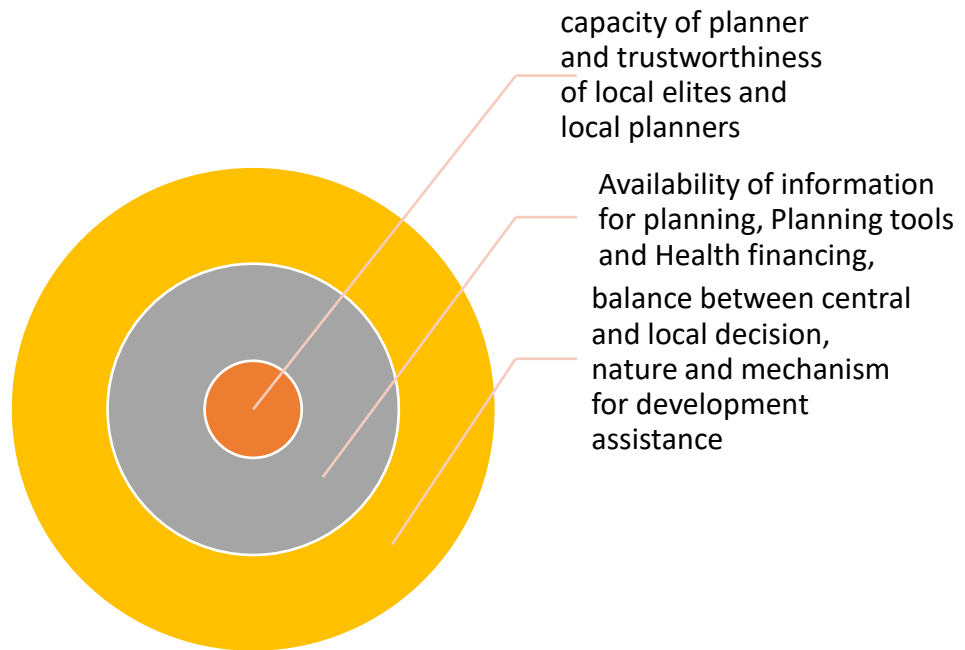 capacity of planner
and trustworthiness
of local elites and
local planners
Availability of information
for planning, Planning tools
and Health financing,
balance between central
and local decision,
nature and mechanism
for development
assistance